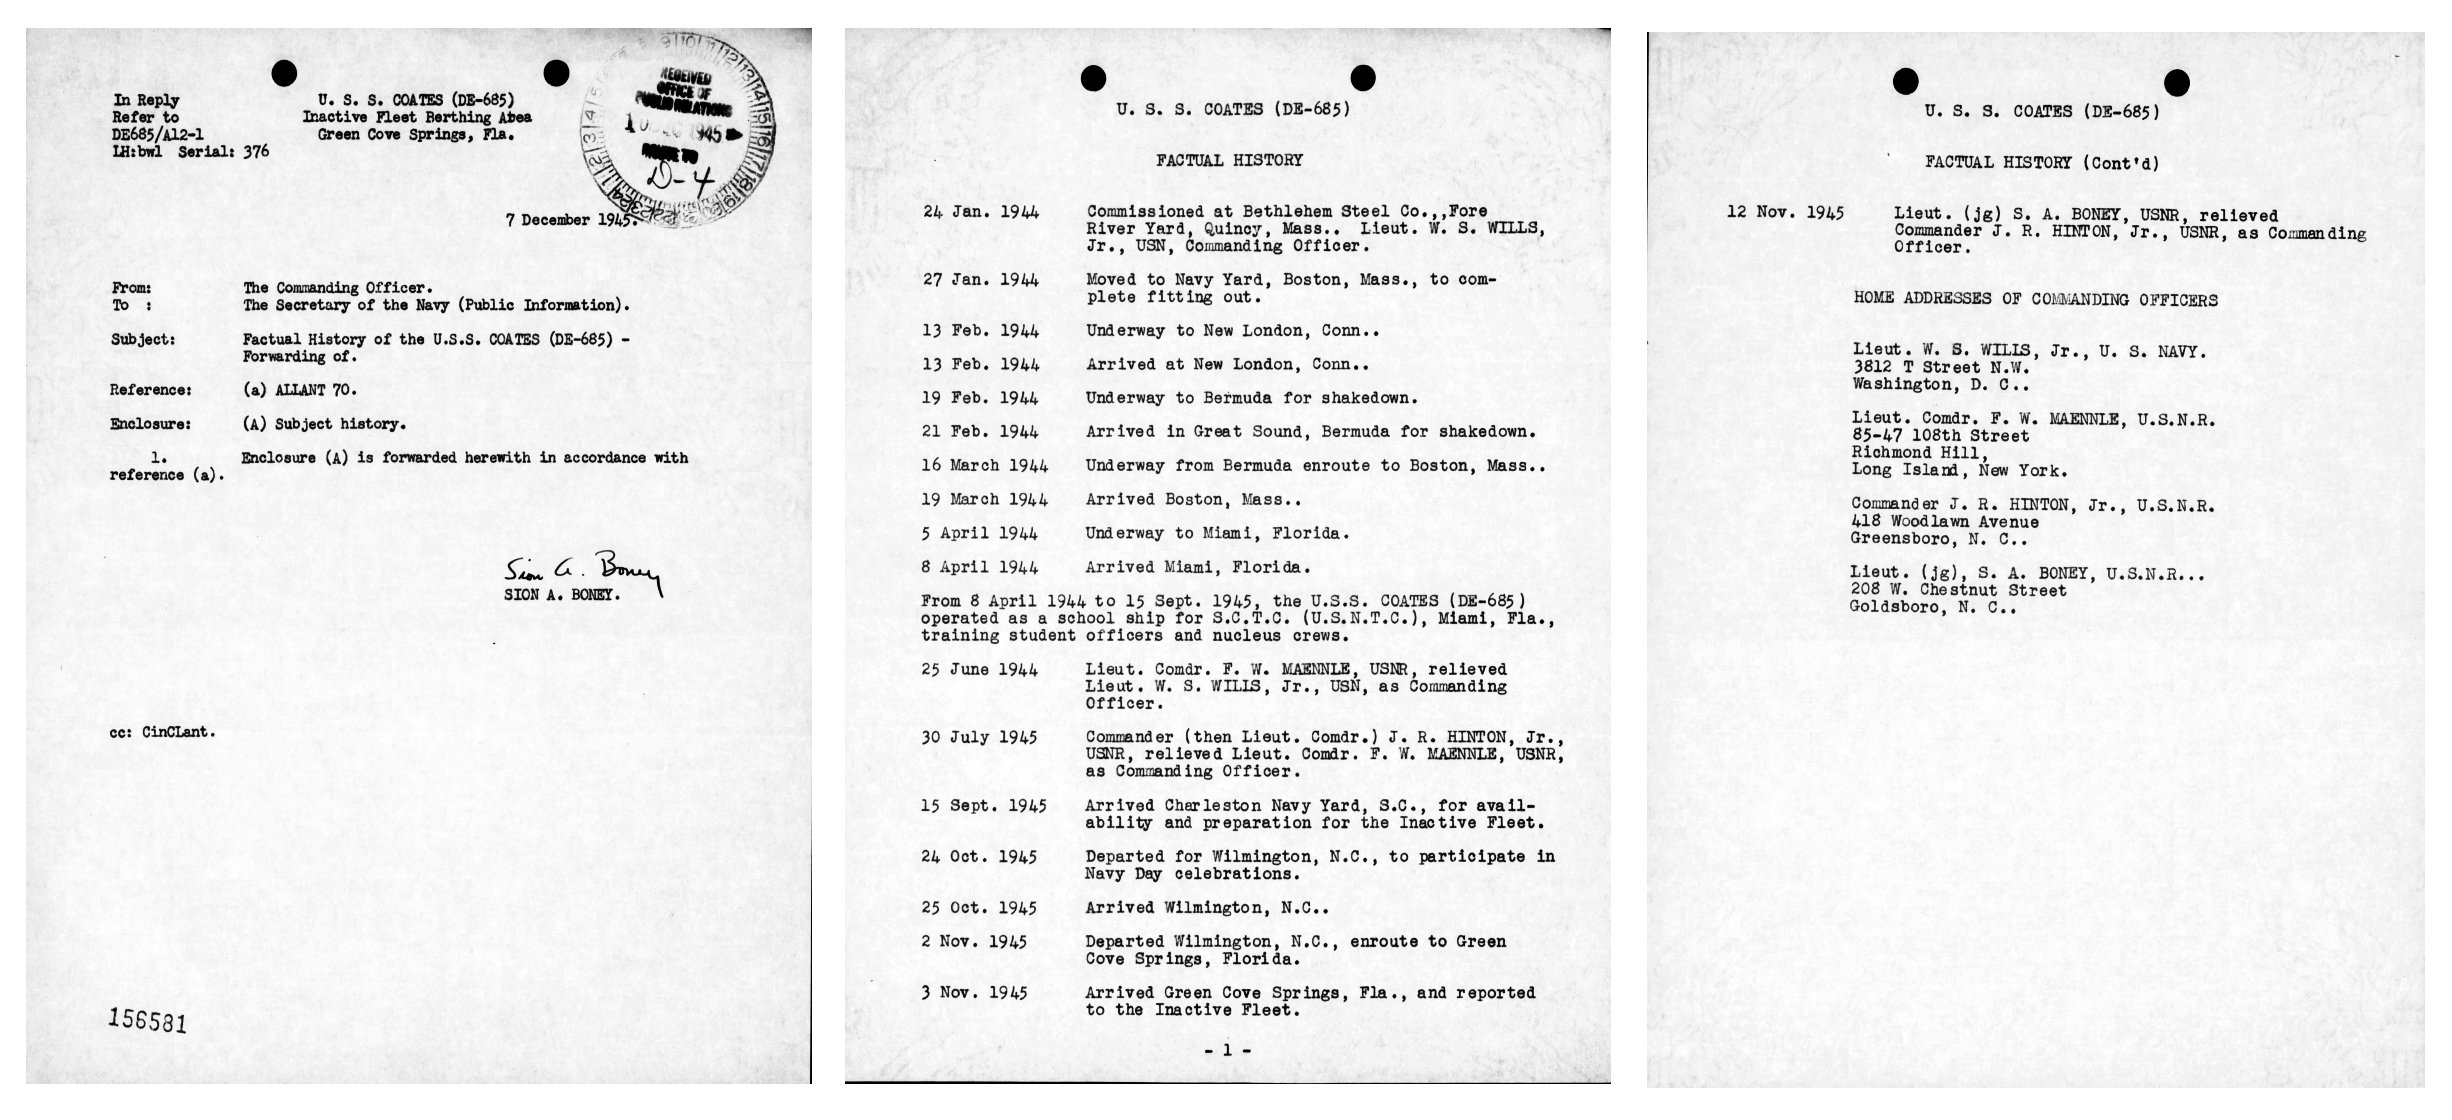 In Reply
Refer to
DE685/A12-1
LH:bwl Serial: 376
U. S. S. COATES (DE-685)
Inactive Fleet Berthing Area
Green Cove Springs, Fla.
RECEIVED
OFFICE OF
PUBLIC RELATIONS
1945
ROUTE TO
D-4
7 December 1945.
From: The Commanding Officer.
To : The Secretary of the Navy (Public Information).
Subject: Factual History of the U.S.S. COATES (DE-685) -
Forwarding of.
Reference: (a) ALLANT 70.
Enclosure: (A) Subject history.
1. Enclosure (A) is forwarded herewith in accordance with
reference (a).
Sion A. Boney
SION A. BONEY.
cc: CinCLant.
156581
U. S. S. COATES (DE-685)
FACTUAL HISTORY
24 Jan. 1944 Commissioned at Bethlehem Steel Co.,,Fore
River Yard, Quincy, Mass.. Lieut. W. S. WILLS,
Jr., USN, Commanding Officer.
27 Jan. 1944 Moved to Navy Yard, Boston, Mass., to com-
plete fitting out.
13 Feb. 1944 Underway to New London, Conn..
13 Feb. 1944 Arrived at New London, Conn..
19 Feb. 1944 Underway to Bermuda for shakedown.
21 Feb. 1944 Arrived in Great Sound, Bermuda for shakedown.
16 March 1944 Underway from Bermuda enroute to Boston, Mass..
19 March 1944 Arrived Boston, Mass..
5 April 1944 Underway to Miami, Florida.
8 April 1944 Arrived Miami, Florida.
From 8 April 1944 to 15 Sept. 1945, the U.S.S. COATES (DE-685)
operated as a school ship for S.C.T.C. (U.S.N.T.C.), Miami, Fla.,
training student officers and nucleus crews.
25 June 1944 Lieut. Comdr. F. W. MAENNLE, USNR, relieved
Lieut. W. S. WILLS, Jr., USN, as Commanding
Officer.
30 July 1945 Commander (then Lieut. Comdr.) J. R. HINTON, Jr.,
USNR, relieved Lieut. Comdr. F. W. MAENNLE, USNR,
as Commanding Officer.
15 Sept. 1945 Arrived Charleston Navy Yard, S.C., for avail-
ability and preparation for the Inactive Fleet.
24 Oct. 1945 Departed for Wilmington, N.C., to participate in
Navy Day celebrations.
25 Oct. 1945 Arrived Wilmington, N.C..
2 Nov. 1945 Departed Wilmington, N.C., enroute to Green
Cove Springs, Florida.
3 Nov. 1945 Arrived Green Cove Springs, Fla., and reported
to the Inactive Fleet.
- 1 -
U. S. S. COATES (DE-685)
FACTUAL HISTORY (Cont'd)
12 Nov. 1945 Lieut. (jg) S. A. BONEY, USNR, relieved
Commander J. R. HINTON, Jr., USNR, as Commanding
Officer.
HOME ADDRESSES OF COMMANDING OFFICERS
Lieut. W. S. WILLS, Jr., U. S. NAVY.
3812 T Street N.W.
Washington, D. C..
Lieut. Comdr. F. W. MAENNLE, U.S.N.R.
85-47 108th Street
Richmond Hill,
Long Island, New York.
Commander J. R. HINTON, Jr., U.S.N.R.
418 Woodlawn Avenue
Greensboro, N. C..
Lieut. (jg), S. A. BONEY, U.S.N.R...
208 W. Chestnut Street
Goldsboro, N. C..